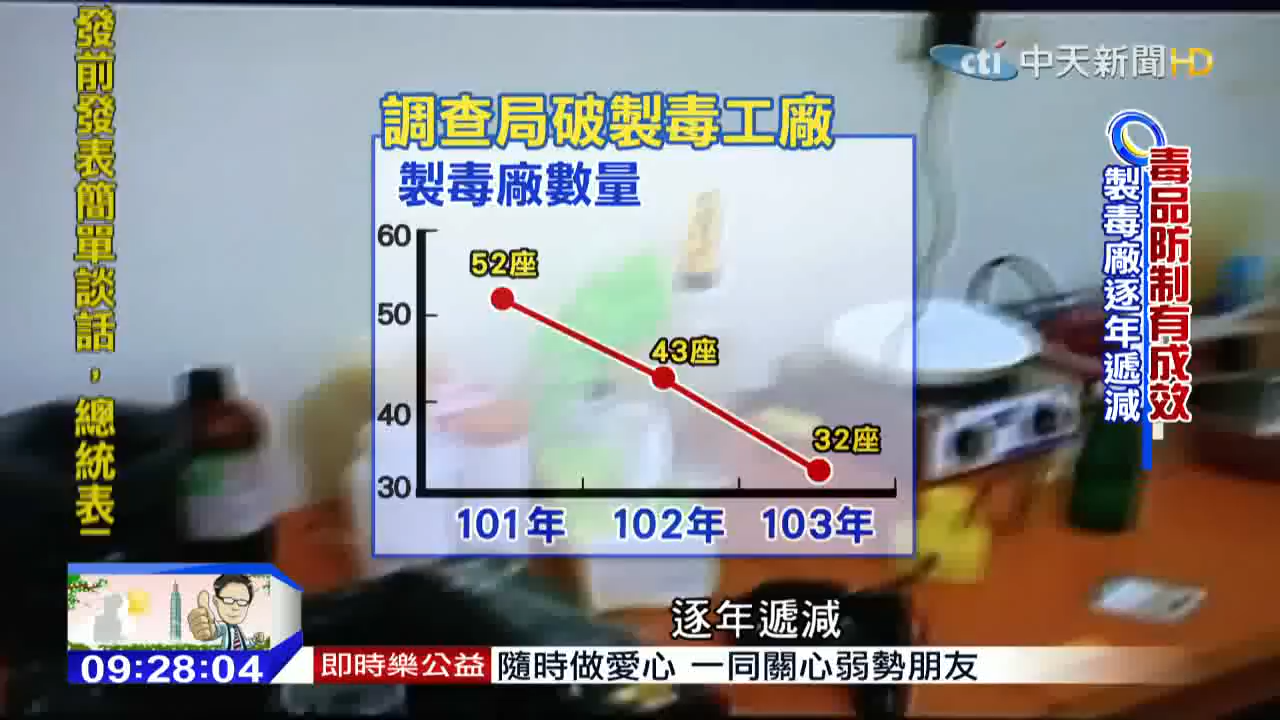 發前發表簡單談話，總統表
cti 中天新聞HD
毒品防制有成效
製毒廠逐年遞減
調查局破製毒工廠
製毒廠數量
60
50
40
30
52座
43座
32座
101年 102年 103年
逐年遞減
09:28:04
即時樂公益 隨時做愛心 一同關心弱勢朋友